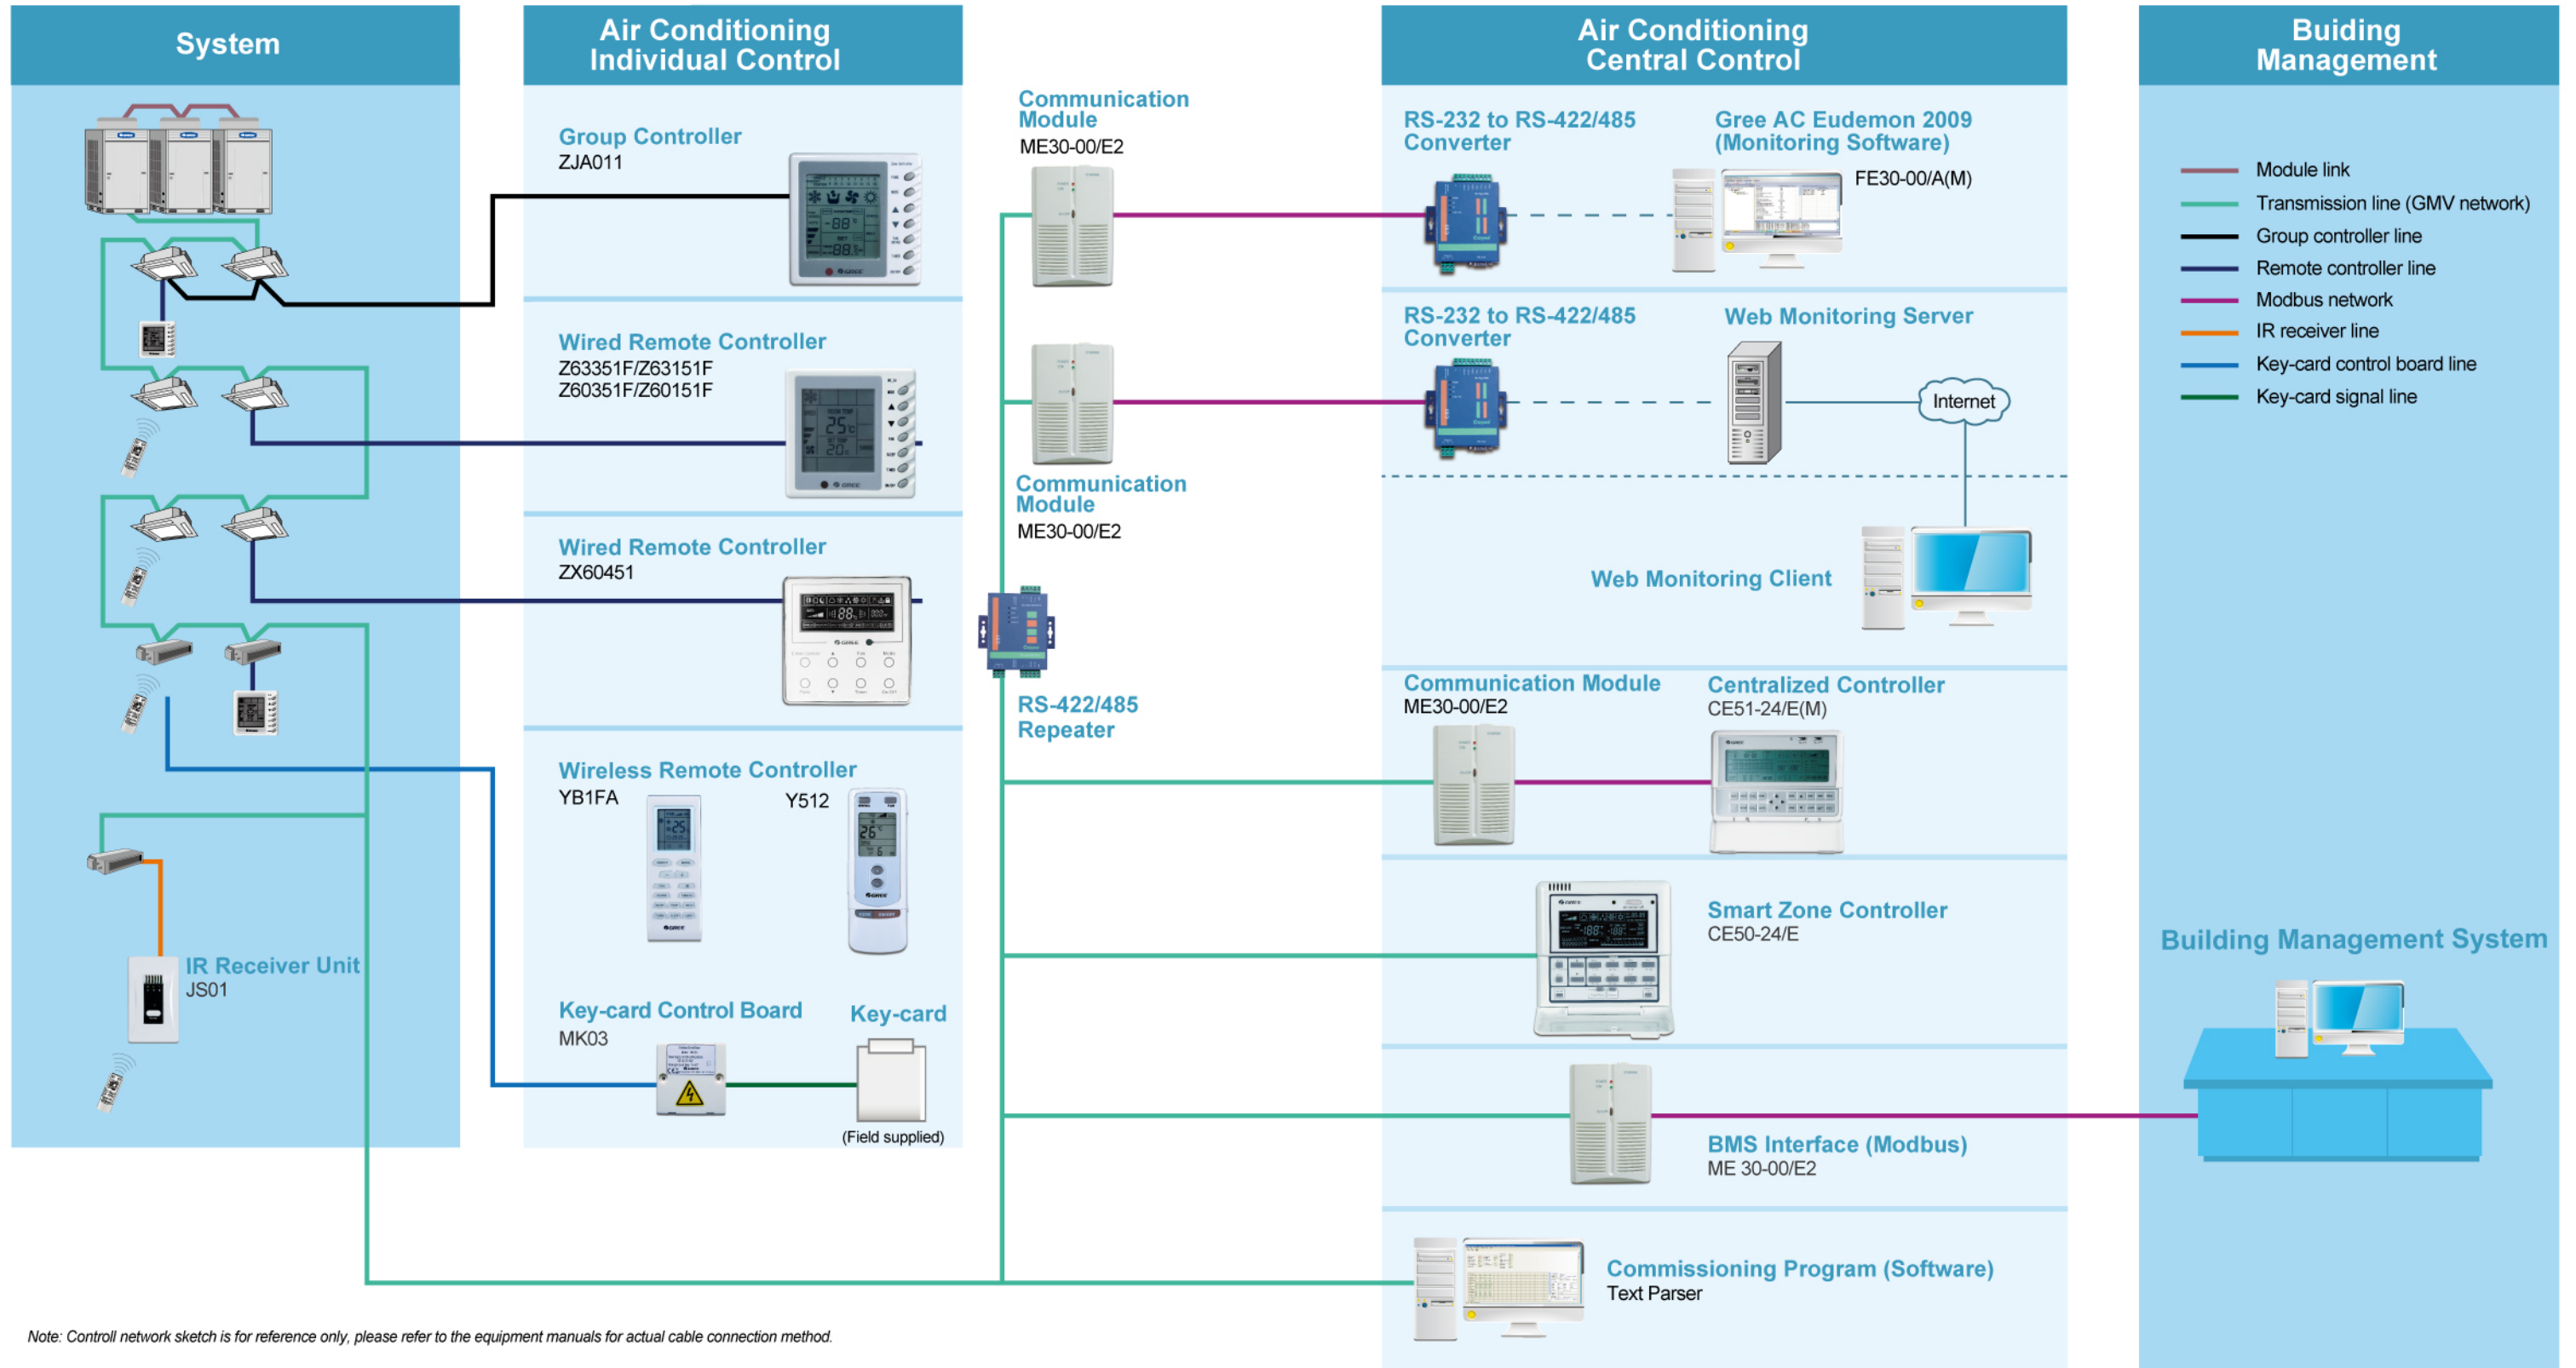 System
Air Conditioning
Individual Control
Air Conditioning
Central Control
Buiding
Management
Group Controller
ZJA011
Wired Remote Controller
Z63351F/Z63151F
Z60351F/Z60151F
Wired Remote Controller
ZX60451
Wireless Remote Controller
YB1FA
Y512
Key-card Control Board
MK03
Key-card
(Field supplied)
IR Receiver Unit
JS01
Communication
Module
ME30-00/E2
Communication
Module
ME30-00/E2
RS-422/485
Repeater
RS-232 to RS-422/485
Converter
Gree AC Eudemon 2009
(Monitoring Software)
FE30-00/A(M)
RS-232 to RS-422/485
Converter
Web Monitoring Server
Internet
Web Monitoring Client
Communication Module
ME30-00/E2
Centralized Controller
CE51-24/E(M)
Smart Zone Controller
CE50-24/E
BMS Interface (Modbus)
ME 30-00/E2
Commissioning Program (Software)
Text Parser
Module link
Transmission line (GMV network)
Group controller line
Remote controller line
Modbus network
IR receiver line
Key-card control board line
Key-card signal line
Building Management System
Note: Controll network sketch is for reference only, please refer to the equipment manuals for actual cable connection method.